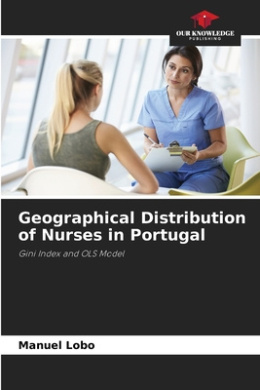 OUR KNOWLEDGE
PUBLISHING
Geographical Distribution
of Nurses in Portugal
Gini Index and OLS Model
Manuel Lobo